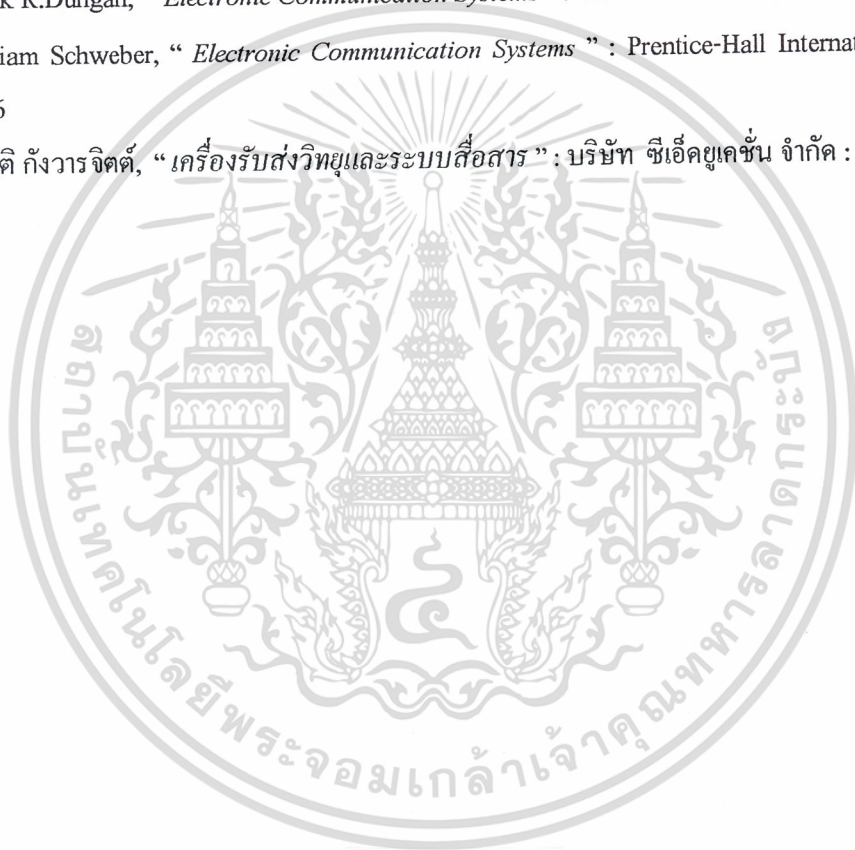 k R.Dungan, “ Electronic Communication Systems
iam Schweber, “ Electronic Communication Systems ” : Prentice-Hall Internat
6
ติ กังวารจิตต์, “ เครื่องรับส่งวิทยุและระบบสื่อสาร ” : บริษัท ซีเอ็ดยูเคชั่น จำกัด :
สถาบันเทคโนโลยีพระจอมเกล้าเจ้าคุณทหารลาดกระบัง